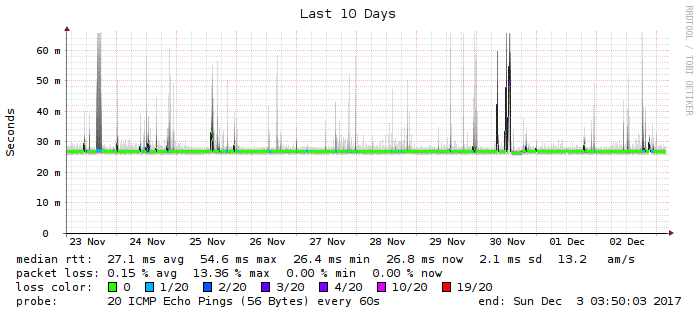 Last 10 Days
RRDTOOL / TOBI OETIKER
Seconds
60 m
50 m
40 m
30 m
20 m
10 m
0
23 Nov 24 Nov 25 Nov 26 Nov 27 Nov 28 Nov 29 Nov 30 Nov 01 Dec 02 Dec
median rtt: 27.1 ms avg 54.6 ms max 26.4 ms min 26.8 ms now 2.1 ms sd 13.2 am/s
packet loss: 0.15 % avg 13.36 % max 0.00 % min 0.00 % now
loss color: 0 1/20 2/20 3/20 4/20 10/20 19/20
probe: 20 ICMP Echo Pings (56 Bytes) every 60s end: Sun Dec 3 03:50:03 2017